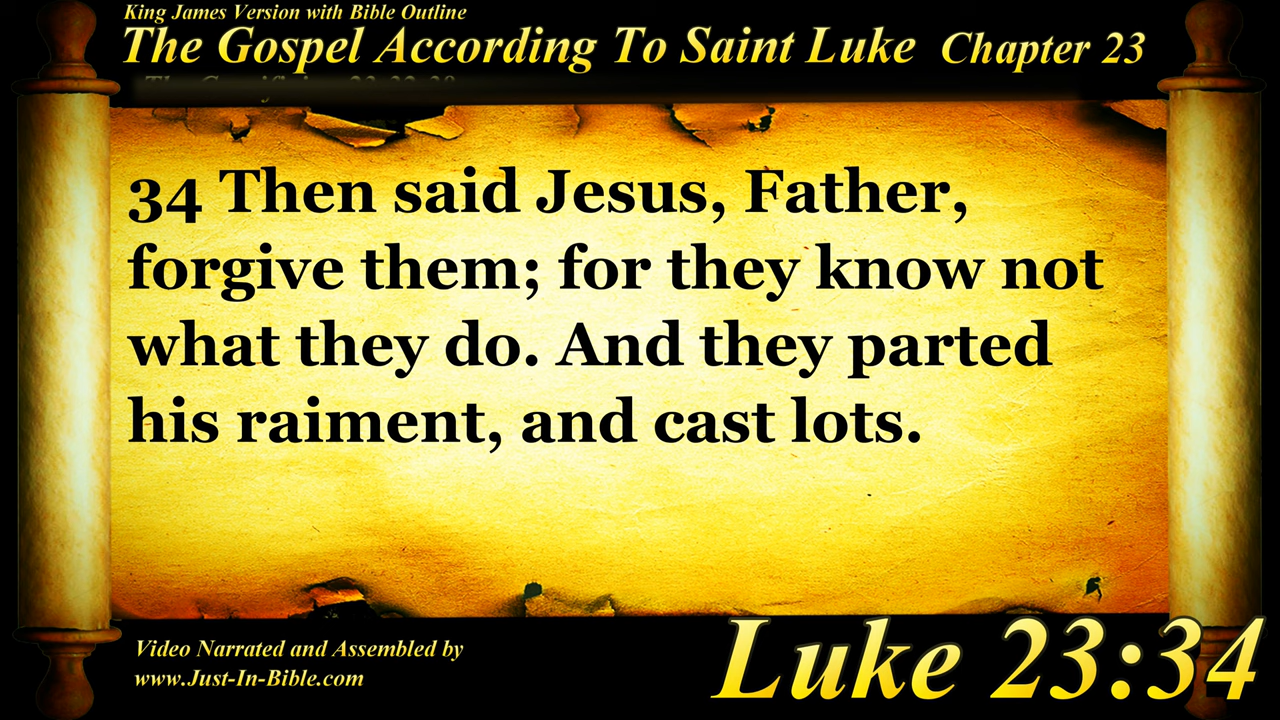 King James Version with Bible Outline
The Gospel According To Saint Luke Chapter 23
34 Then said Jesus, Father,
forgive them; for they know not
what they do. And they parted
his raiment, and cast lots.
Video Narrated and Assembled by
www.Just-In-Bible.com
Luke 23:34